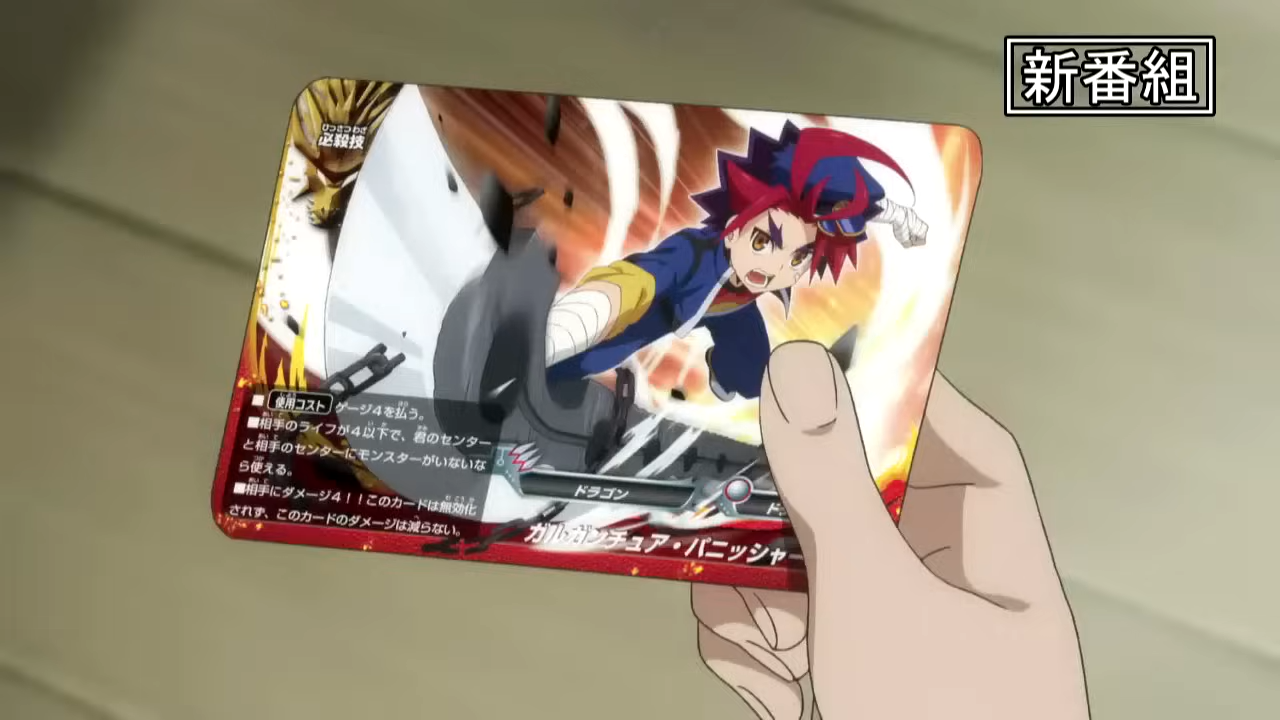 新番組
ひっさつわざ
必殺技
■使用コスト ゲージ4を払う。
■相手のライフが4以下で、君のセンター
と相手のセンターにモンスターがいないな
ら使える。
■相手にダメージ4!!このカードは無効化
されず、このカードのダメージは減らない。
ドラゴン
ド
ガルガンチュア・パニッシャー